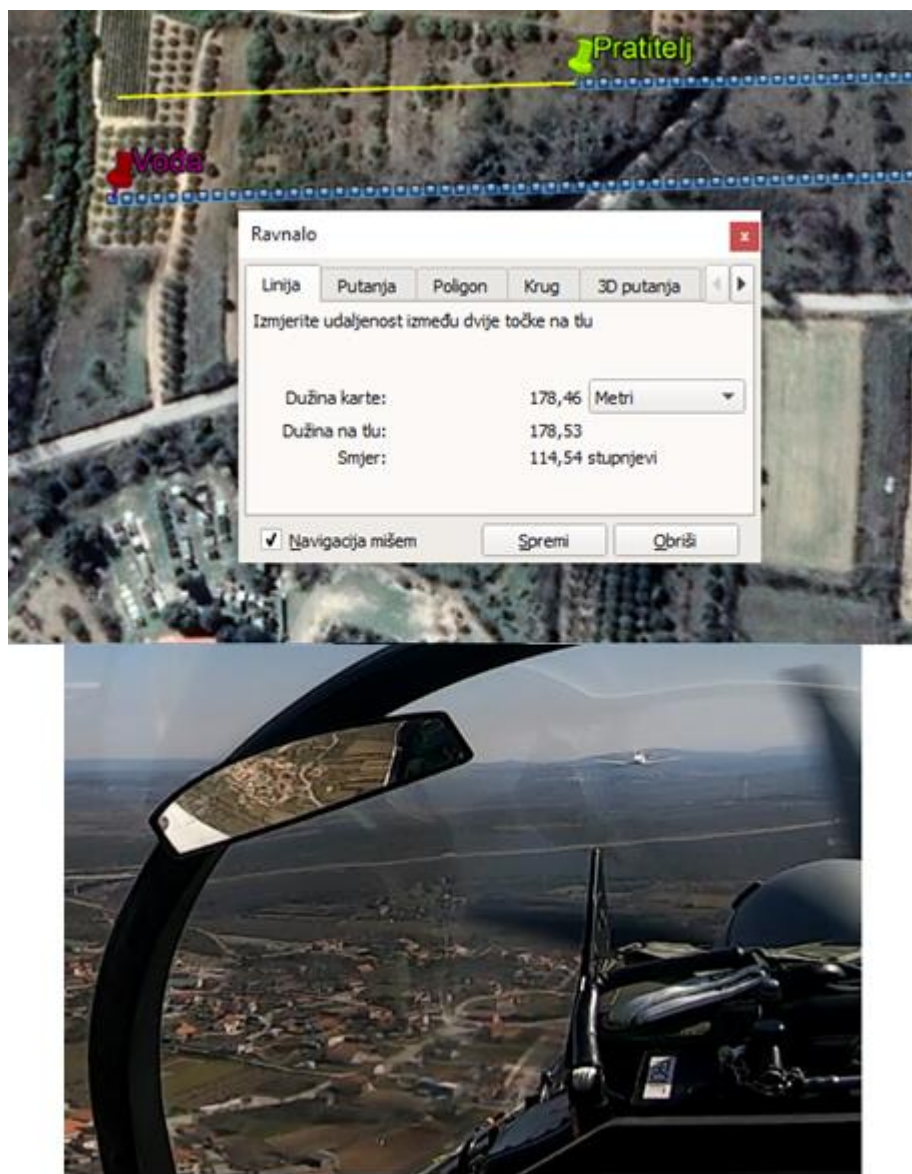 Pratitelj
Vođa
Ravnalo
x
Linija Putanja Poligon Krug 3D putanja
Izmjerite udaljenost između dvije točke na tlu
Dužina karte: 178,46 Metri
Dužina na tlu: 178,53
Smjer: 114,54 stupnjevi
Navigacija mišem Spremi Obriši